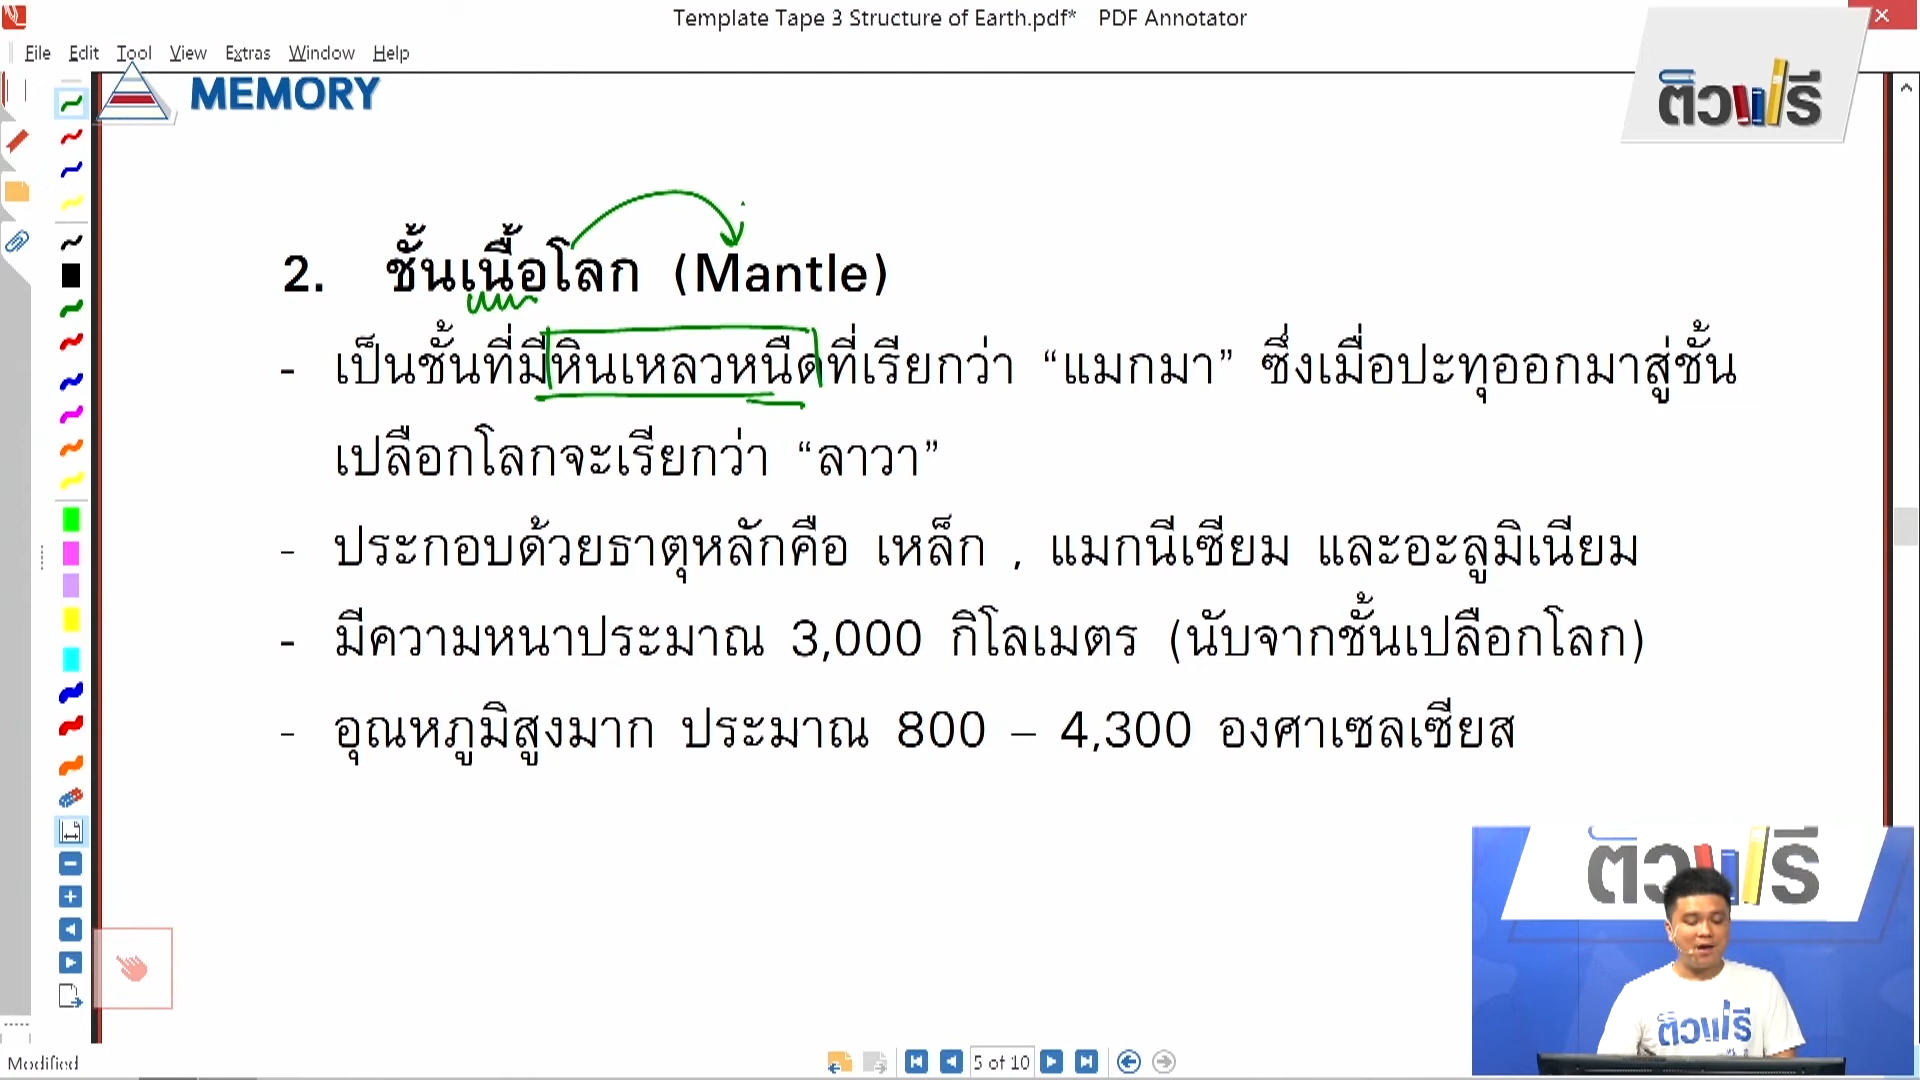 Template Tape 3 Structure of Earth.pdf* PDF Annotator
File Edit Tool View Extras Window Help
MEMORY
ติวฟรี
2. ชั้นเนื้อโลก (Mantle)
- เป็นชั้นที่มีหินเหลวหนืดที่เรียกว่า “แมกมา” ซึ่งเมื่อปะทุออกมาสู่ชั้น
เปลือกโลกจะเรียกว่า “ลาวา”
- ประกอบด้วยธาตุหลักคือ เหล็ก , แมกนีเซียม และอะลูมิเนียม
- มีความหนาประมาณ 3,000 กิโลเมตร (นับจากชั้นเปลือกโลก)
- อุณหภูมิสูงมาก ประมาณ 800 – 4,300 องศาเซลเซียส
ติวฟรี
ติวฟรี
Modified
5 of 10